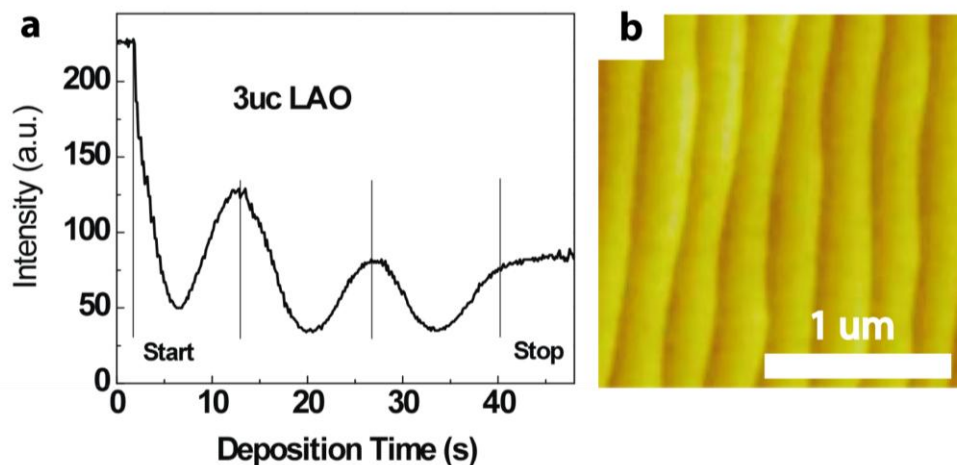 a
Intensity (a.u.)
200
150
100
50
0
3uc LAO
Start
Stop
0 10 20 30 40
Deposition Time (s)
b
1 um